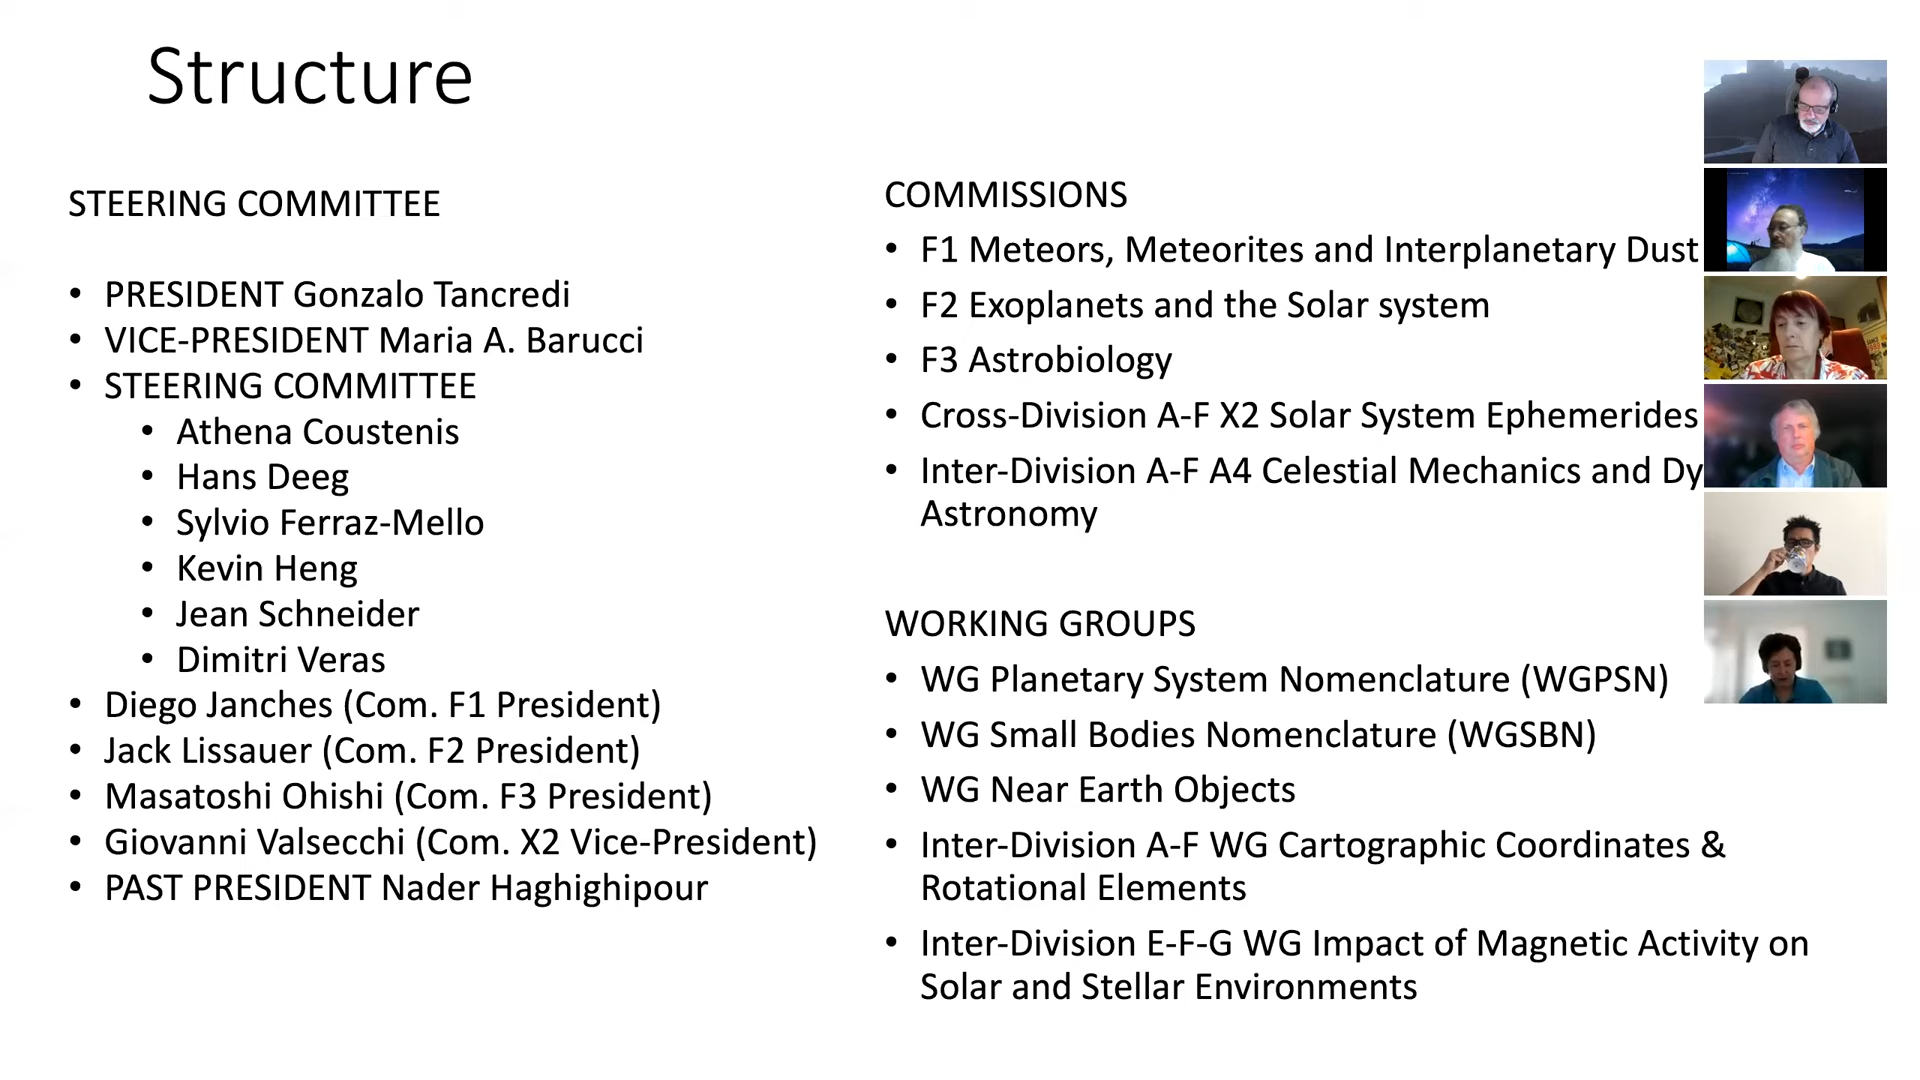 Structure
STEERING COMMITTEE
• PRESIDENT Gonzalo Tancredi
• VICE-PRESIDENT Maria A. Barucci
• STEERING COMMITTEE
• Athena Coustenis
• Hans Deeg
• Sylvio Ferraz-Mello
• Kevin Heng
• Jean Schneider
• Dimitri Veras
• Diego Janches (Com. F1 President)
• Jack Lissauer (Com. F2 President)
• Masatoshi Ohishi (Com. F3 President)
• Giovanni Valsecchi (Com. X2 Vice-President)
• PAST PRESIDENT Nader Haghighipour
COMMISSIONS
• F1 Meteors, Meteorites and Interplanetary Dust
• F2 Exoplanets and the Solar system
• F3 Astrobiology
• Cross-Division A-F X2 Solar System Ephemerides
• Inter-Division A-F A4 Celestial Mechanics and Dy
Astronomy
WORKING GROUPS
• WG Planetary System Nomenclature (WGPSN)
• WG Small Bodies Nomenclature (WGSBN)
• WG Near Earth Objects
• Inter-Division A-F WG Cartographic Coordinates &
Rotational Elements
• Inter-Division E-F-G WG Impact of Magnetic Activity on
Solar and Stellar Environments